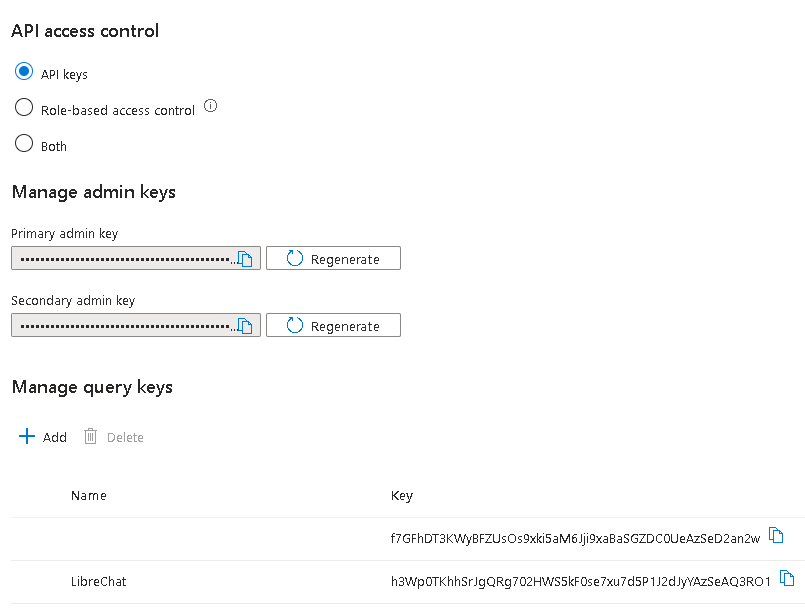 API access control
API keys
Role-based access control
Both
Manage admin keys
Primary admin key
Regenerate
Secondary admin key
Regenerate
Manage query keys
Add Delete
Name Key
f7GFhDT3KWyBFZUsOs9xki5aM6Jji9xaBaSGZDC0UeAzSeD2an2w
LibreChat h3Wp0TKhhSrJgQRg702HWS5kF0se7xu7d5P1J2dJyYAzSeAQ3RO1